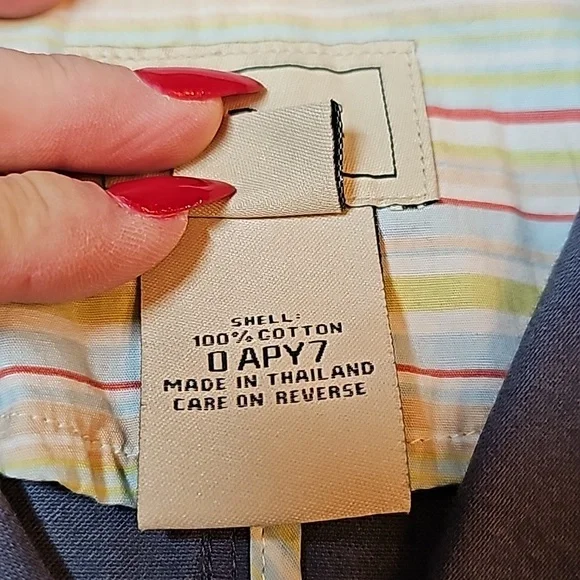 SHELL:
100% COTTON
0 APY7
MADE IN THAILAND
CARE ON REVERSE